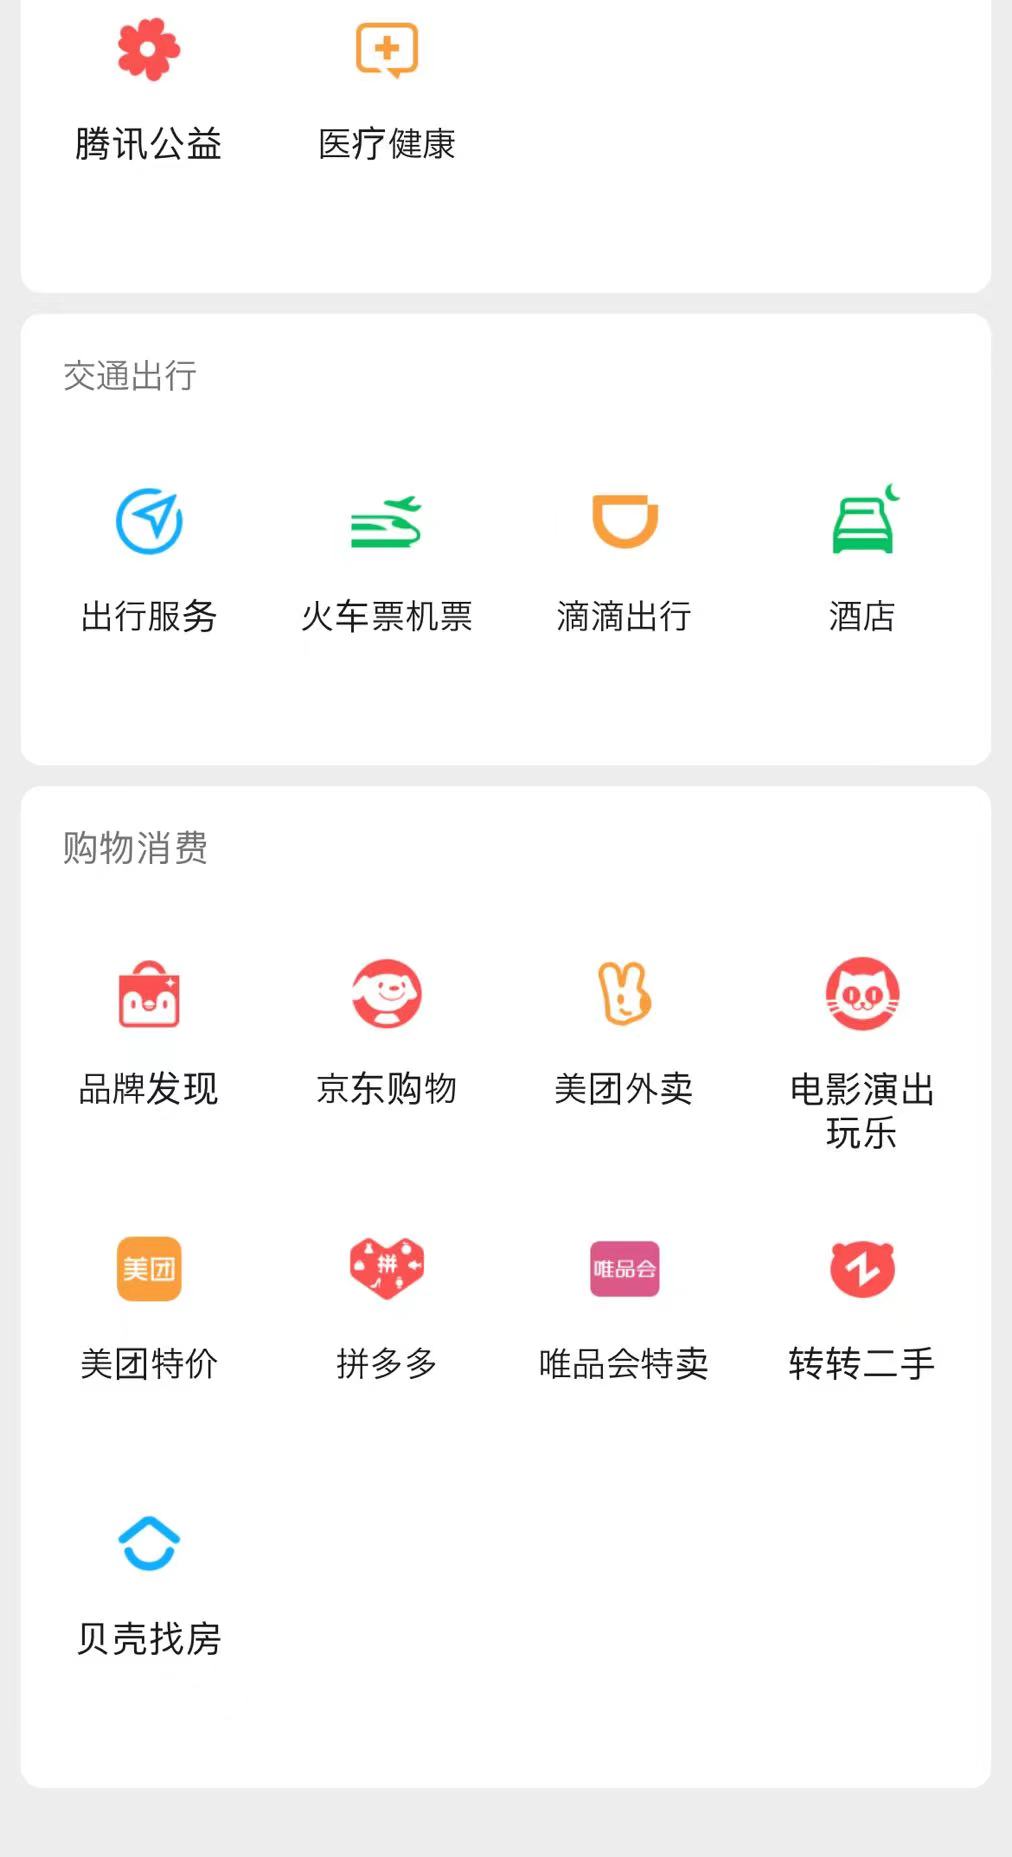 腾讯公益 医疗健康
交通出行
出行服务 火车票机票 滴滴出行 酒店
购物消费
品牌发现 京东购物 美团外卖 电影演出
玩乐
美团 拼 唯品会
美团特价 拼多多 唯品会特卖 转转二手
贝壳找房